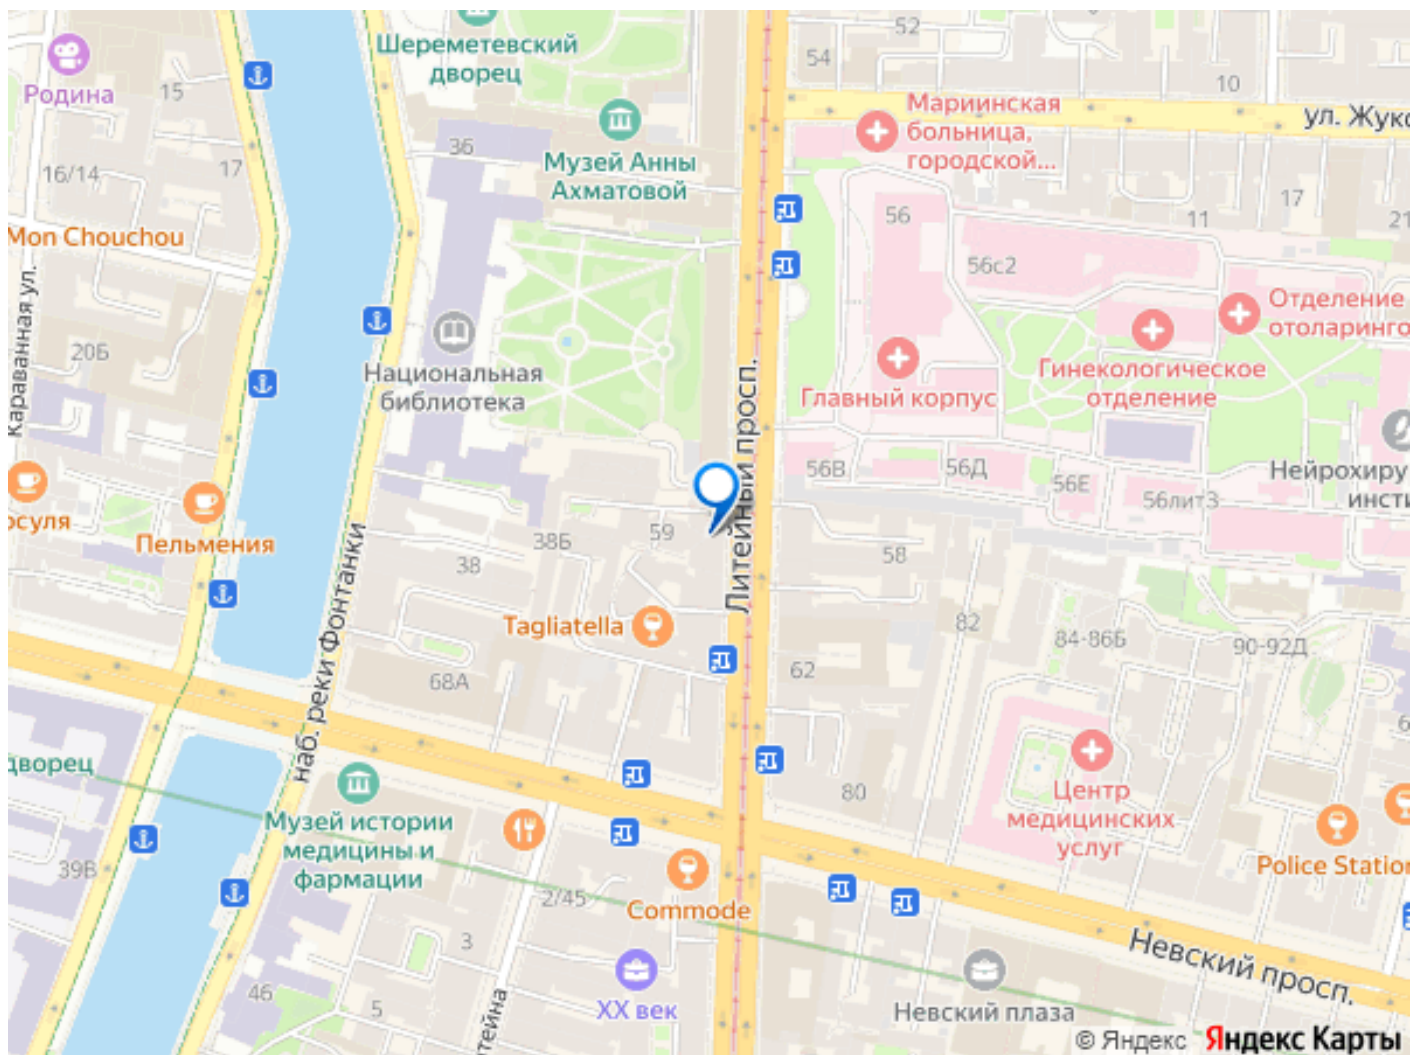 Шереметевский
дворец
Родина
15
17
16/14
36
Музей Анны
Ахматовой
Mon Chouchou
Караванная ул.
20Б
Национальная
библиотека
52
54
10
ул. Жуко
Мариинская
больница,
городской...
56
11
17
21
56с2
Отделение
отоларинго
Гинекологическое
отделение
Главный корпус
56В
56Д
56Е
56лит3
Нейрохиру
инсти
Литейный просп.
осуля
Пельмения
38Б
59
38
58
Tagliatella
82
84-86Б
90-92Д
62
68А
6
наб. реки Фонтанки
дворец
Музей истории
медицины и
фармации
39В
80
Центр
медицинских
услуг
Police Station
Commode
2/45
3
46
5
XX век
Невский плаза
Невский просп.
тейна
© Яндекс Яндекс Карты